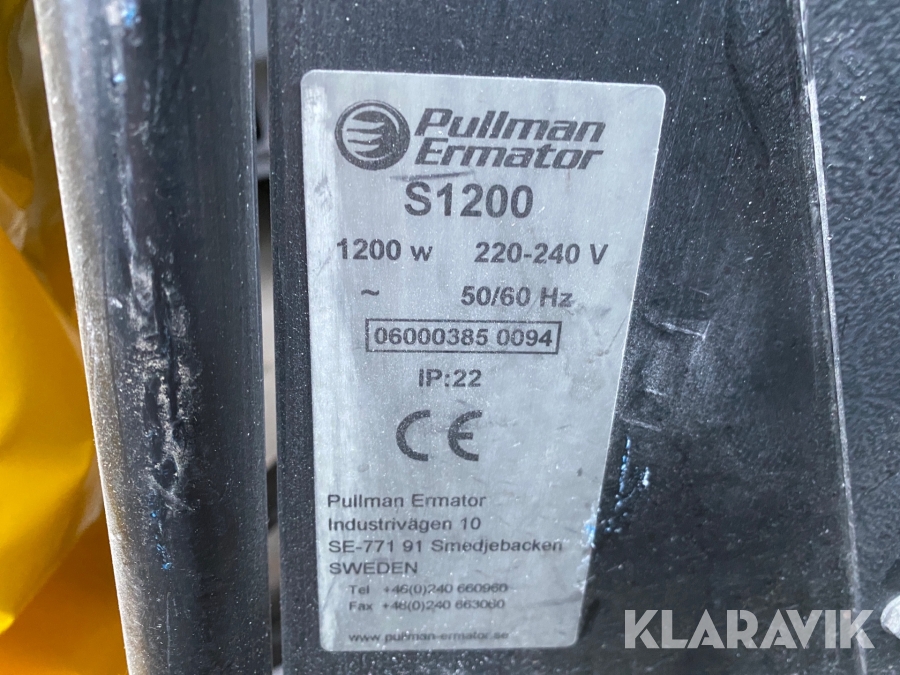 Pullman
Ermator
S1200
1200 w 220-240 V
~ 50/60 Hz
06000385 0094
IP:22
CE
Pullman Ermator
Industrivägen 10
SE-771 91 Smedjebacken
SWEDEN
Tel +46(0)240 660960
Fax +46(0)240 663060
www.pullman-ermator.se
KLARAVIK